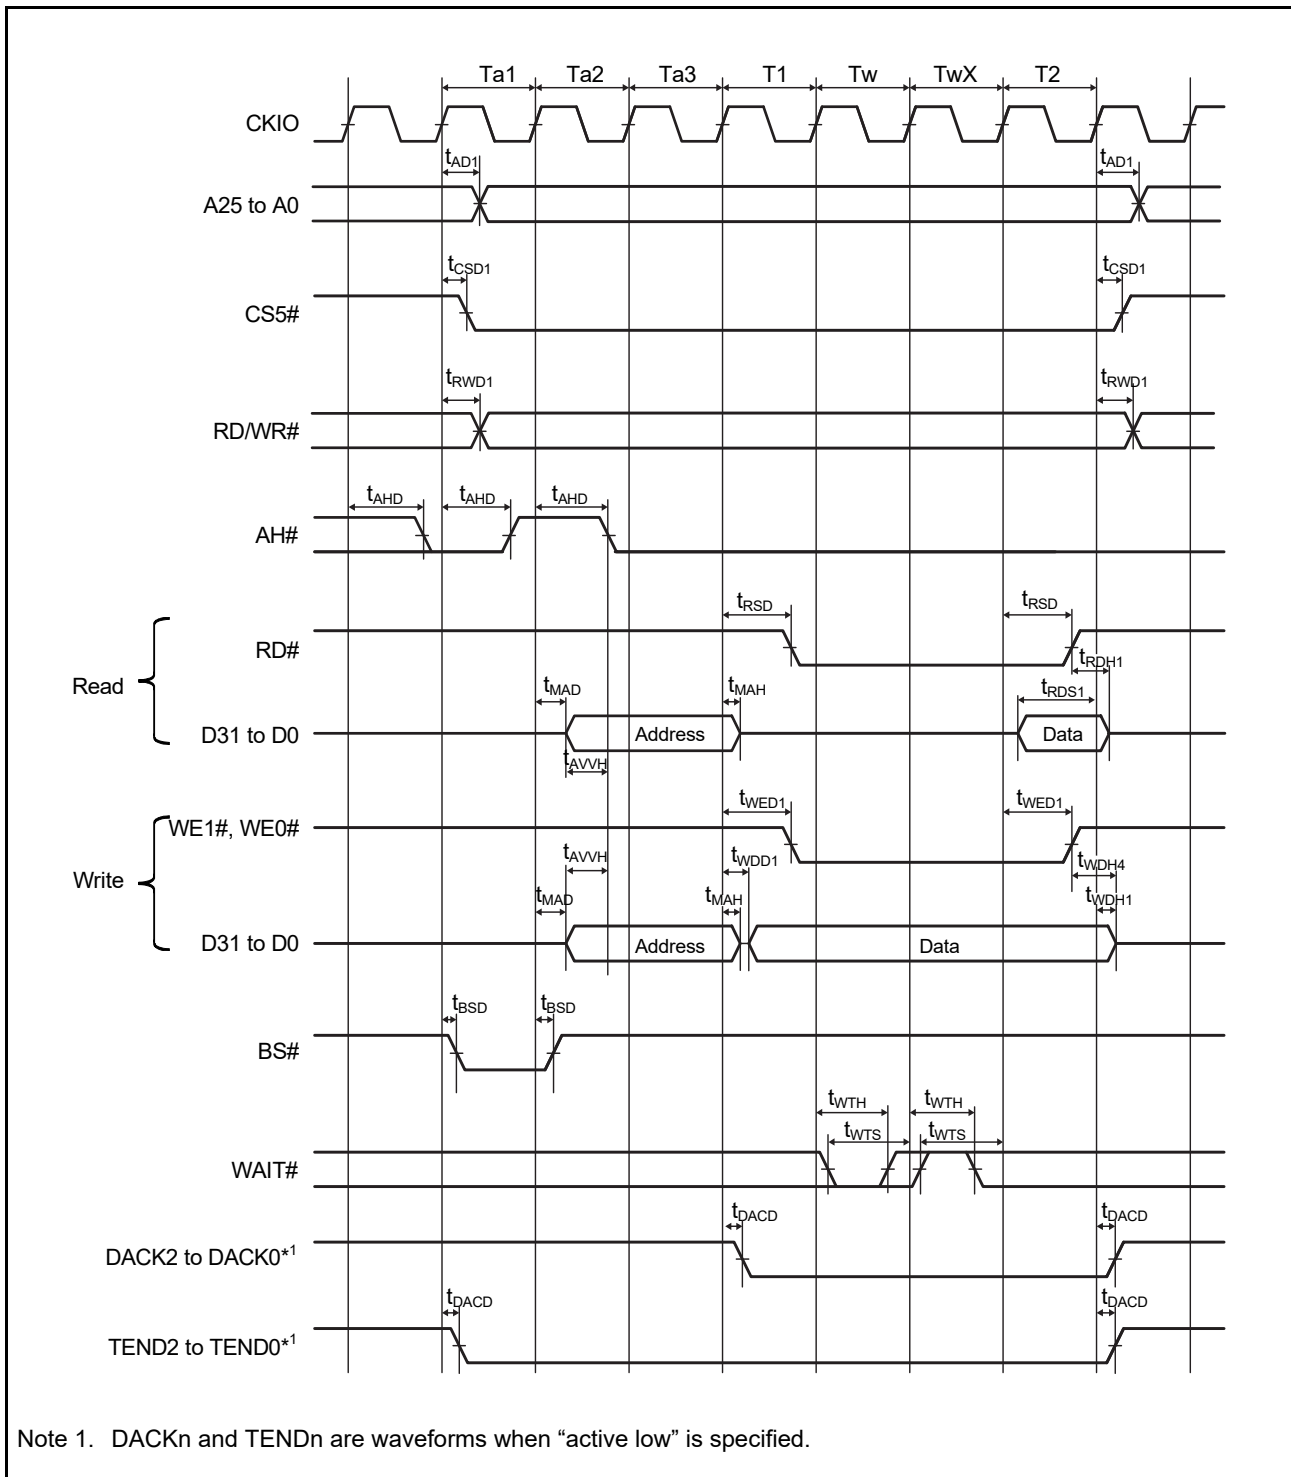 Ta1 Ta2 Ta3 T1 Tw TwX T2
CKIO
tAD1 tAD1
A25 to A0
tCSD1 tCSD1
CS5#
tRWD1 tRWD1
RD/WR#
tAHD tAHD tAHD
AH#
tRSD tRSD
RD#
tRDH1
Read
tMAD tMAH tRDS1
D31 to D0 Address Data
tAVVH
tWED1 tWED1
WE1#, WE0#
tAVVH tWDD1 tWDH4
Write
tMAD tMAH tWDH1
D31 to D0 Address Data
tBSD tBSD
BS#
tWTH tWTH
tWTS tWTS
WAIT#
tDACD tDACD
DACK2 to DACK0*1
tDACD tDACD
TEND2 to TEND0*1
Note 1. DACKn and TENDn are waveforms when “active low” is specified.